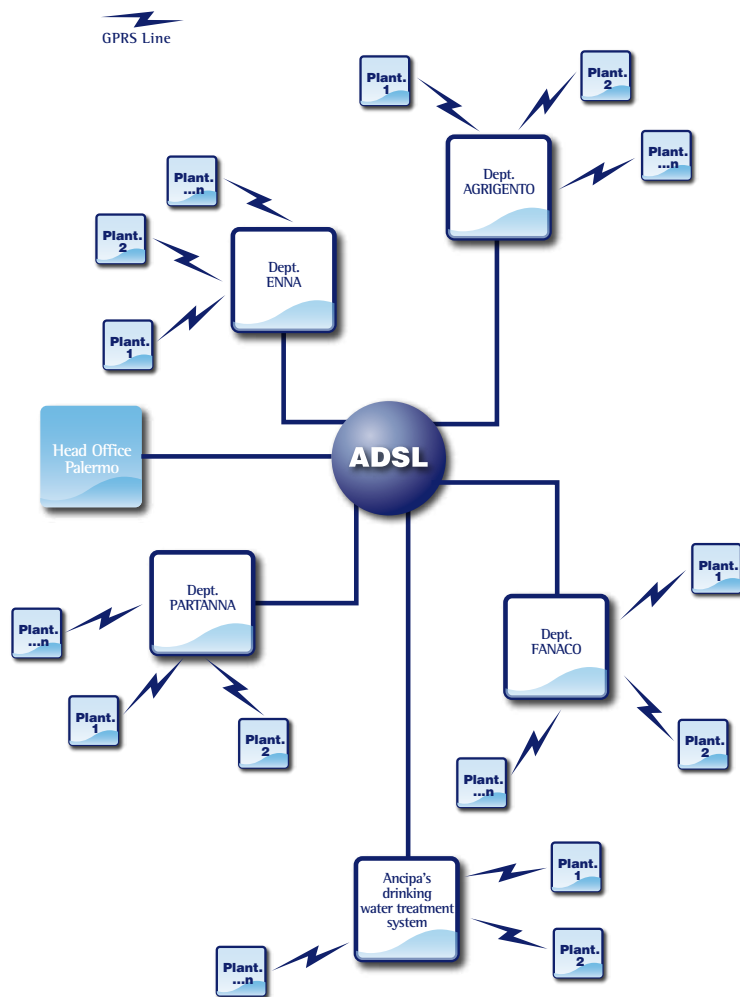 GPRS Line
Plant.
1
Plant.
2
Plant.
...n
Dept.
AGRIGENTO
Plant.
...n
Plant.
2
Plant.
1
Dept.
ENNA
Head Office
Palermo
ADSL
Dept.
PARTANNA
Plant.
...n
Plant.
1
Plant.
2
Dept.
FANACO
Plant.
1
Plant.
2
Plant.
...n
Ancipa's
drinking
water treatment
system
Plant.
1
Plant.
2
Plant.
...n